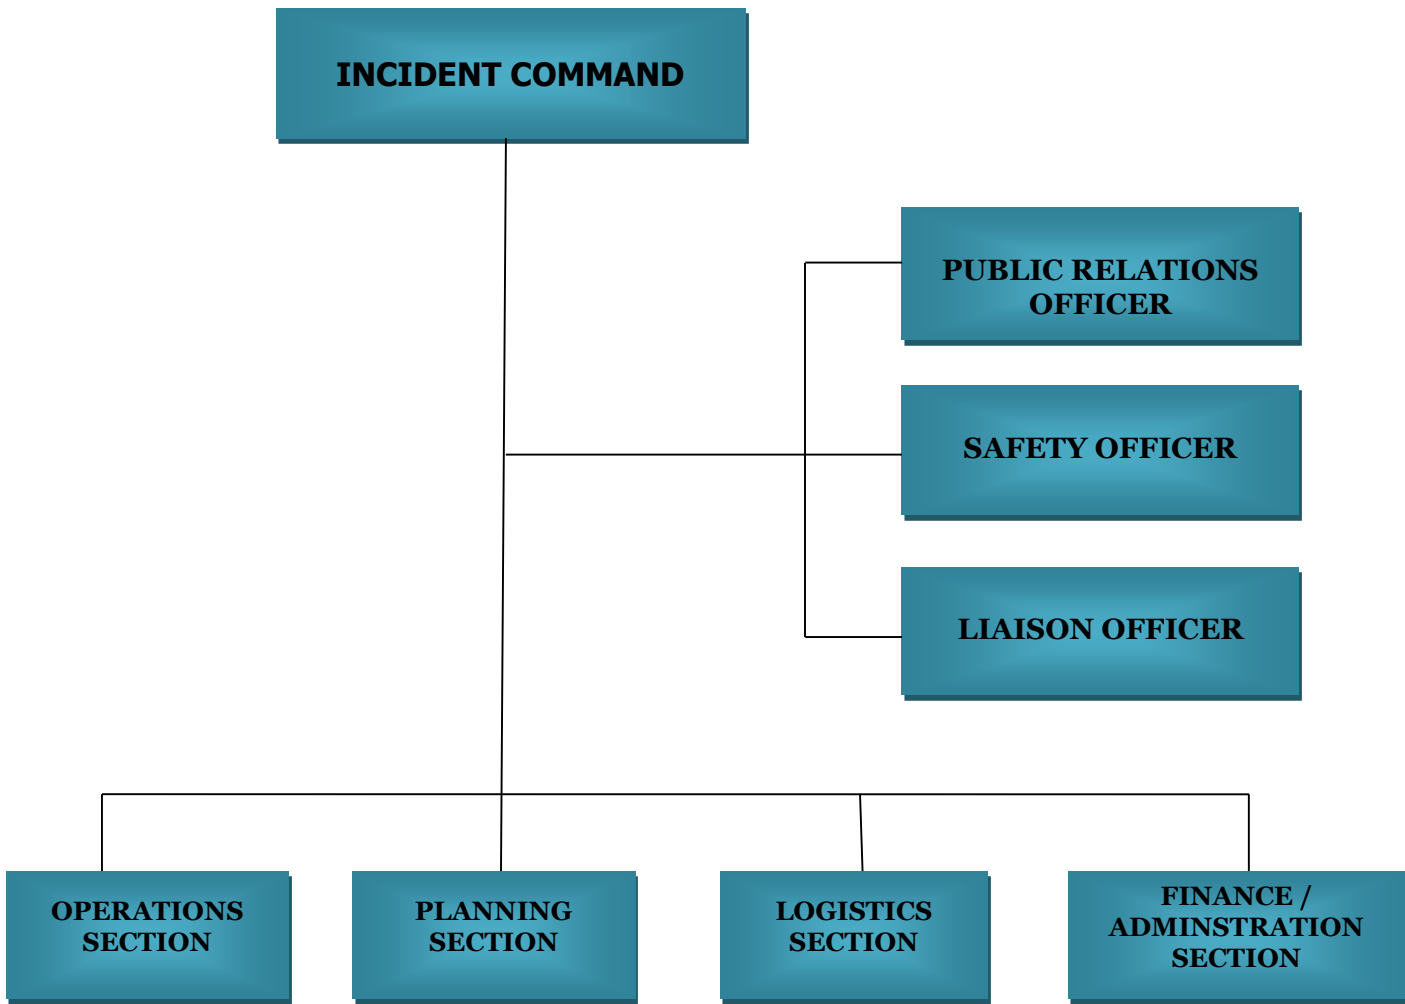 INCIDENT COMMAND
PUBLIC RELATIONS
OFFICER
SAFETY OFFICER
LIAISON OFFICER
OPERATIONS
SECTION
PLANNING
SECTION
LOGISTICS
SECTION
FINANCE /
ADMINSTRATION
SECTION